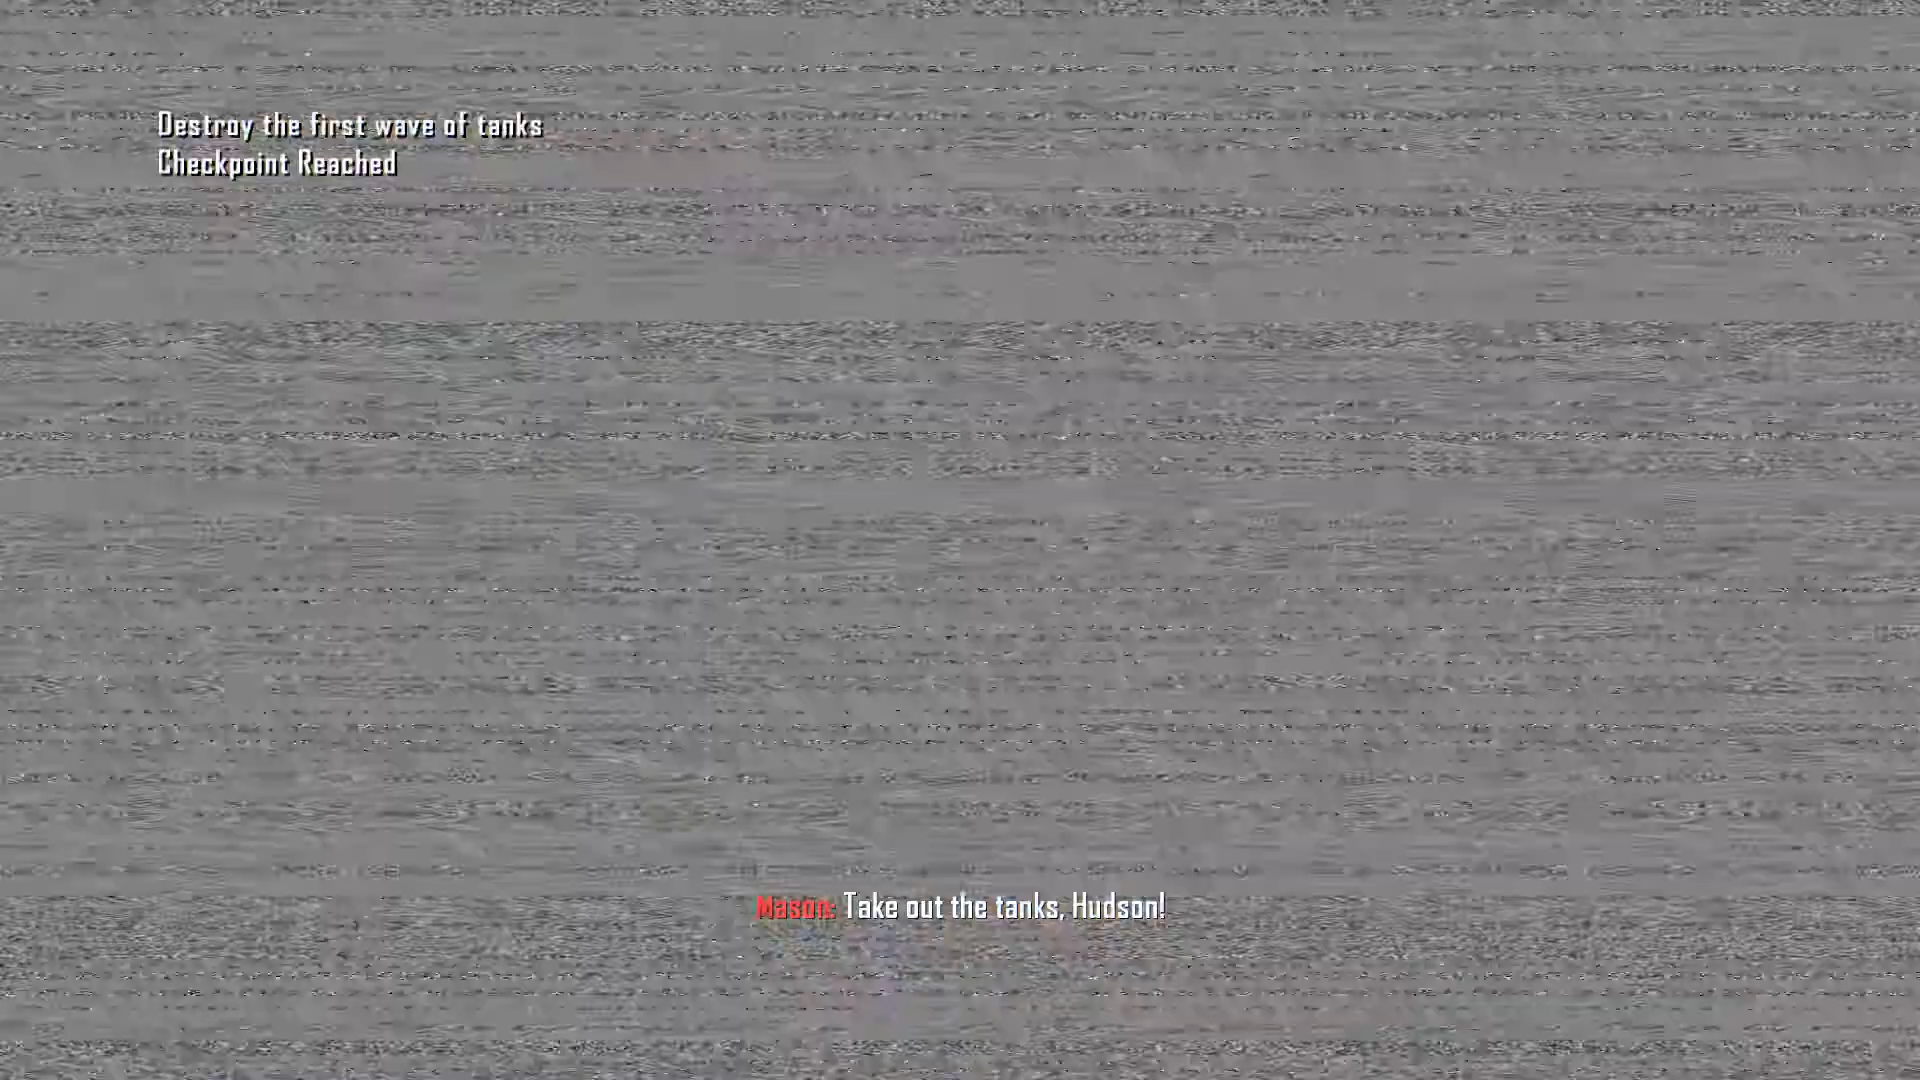 Destroy the first wave of tanks
Checkpoint Reached
Mason: Take out the tanks, Hudson!